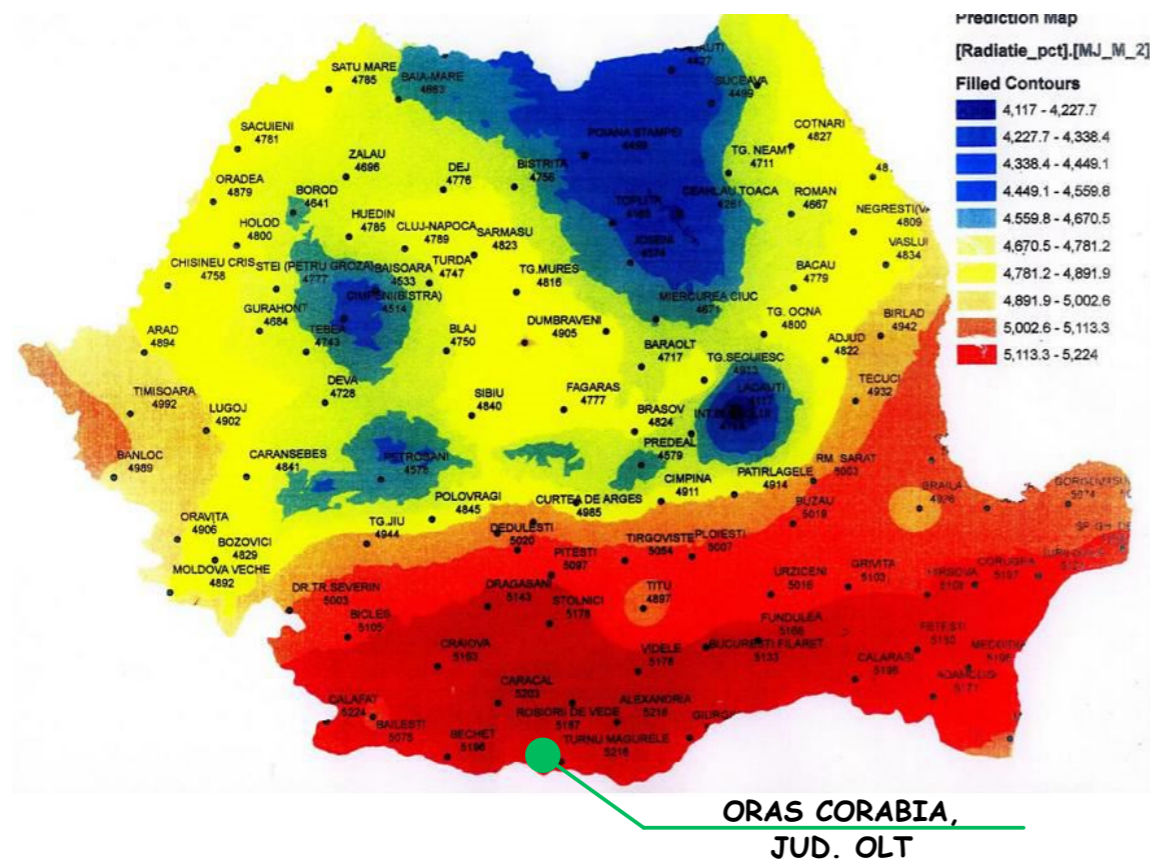 Prediction Map
[Radiatie_pct].[MJ_M_2]
Filled Contours
4,117 - 4,227.7
4,227.7 - 4,338.4
4,338.4 - 4,449.1
4,449.1 - 4,559.8
4,559.8 - 4,670.5
4,670.5 - 4,781.2
4,781.2 - 4,891.9
4,891.9 - 5,002.6
5,002.6 - 5,113.3
5,113.3 - 5,224
SATU MARE
4785
BAIA-MARE
4663
4427
SUCEAVA
4499
COTNARI
4827
SACUIENI
4781
POIANA STAMPEI
4499
TG. NEAMT
4711
ZALAU
4696
DEJ
4776
BISTRITA
4756
ORADEA
4879
BOROD
4641
CEAHLAU TOACA
4261
ROMAN
4667
TOPLITA
HOLOD
4800
HUEDIN
4785
CLUJ-NAPOCA
4789
SARMASU
4823
NEGRESTI
4809
JOSENI
4524
VASLUI
4834
CHISINEU CRIS
4758
STEI (PETRU GROZA)
4777
BAISOARA
4533
TURDA
4747
TG.MURES
4816
BACAU
4779
CIMPENI(BISTRA)
4514
GURAHONT
4684
MIERCUREA CIUC
4671
DUMBRAVENI
4905
TG. OCNA
4800
BIRLAD
4942
ARAD
4894
TEBEA
4743
BLAJ
4750
BARAOLT
4717
ADJUD
4822
TG.SECUIESC
TIMISOARA
4992
DEVA
4728
SIBIU
4840
FAGARAS
4777
LACAUTI
4117
TECUCI
4932
LUGOJ
4902
BRASOV
4824
PREDEAL
4579
BANLOC
4989
CARANSEBES
4841
PETROSANI
4578
CIMPINA
4911
PATIRLAGELE
4914
RM. SARAT
5003
BRAILA
POLOVRAGI
4845
CURTEA DE ARGES
4985
BUZAU
5019
ORAVITA
4906
TG.JIU
4944
DEDULESTI
5020
BOZOVICI
4829
PITESTI
5097
TIRGOVISTE
5064
PLOIESTI
5007
MOLDOVA VECHE
4892
DR.TR.SEVERIN
5003
DRAGASANI
5143
STOLNICI
5178
TITU
4897
URZICENI
5016
GRIVITA
5103
BICLES
5105
FUNDULEA
5168
CRAIOVA
5163
VIDELE
5178
BUCURESTI FILARET
5133
FETESTI
CALARASI
5196
CARACAL
5203
ALEXANDRIA
5218
CALAFAT
5224
BAILESTI
5075
ROSIORI DE VEDE
5187
BECHET
5196
TURNU MAGURELE
5216
ORAS CORABIA,
JUD. OLT